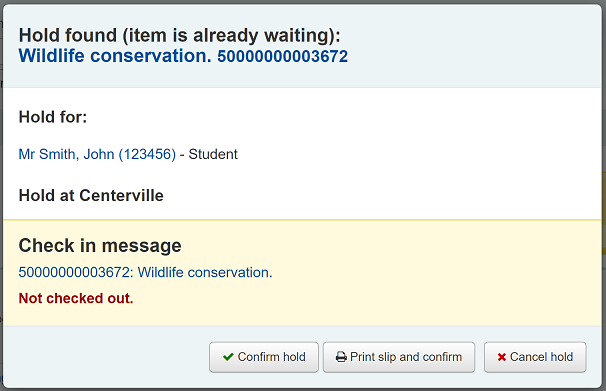 Hold found (item is already waiting):
Wildlife conservation. 50000000003672
Hold for:
Mr Smith, John (123456) - Student
Hold at Centerville
Check in message
50000000003672: Wildlife conservation.
Not checked out.
Confirm hold Print slip and confirm Cancel hold